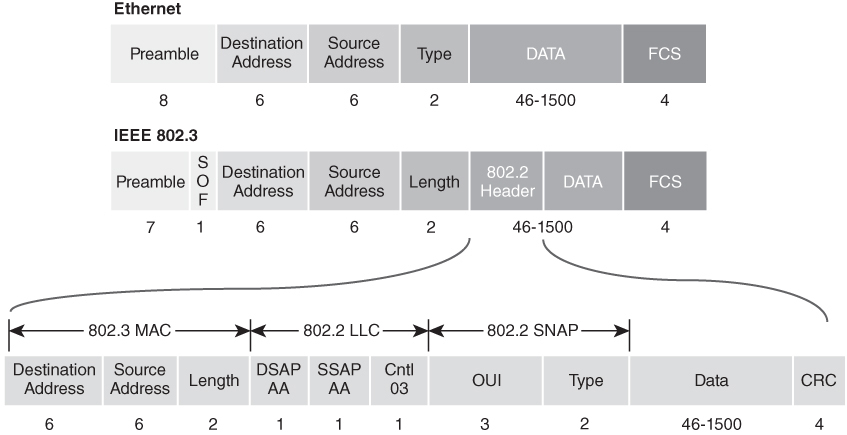 Ethernet
Preamble
Destination
Address
Source
Address
Type
DATA
FCS
8
6
6
2
46-1500
4
IEEE 802.3
Preamble
S
O
F
Destination
Address
Source
Address
Length
802.2
Header
DATA
FCS
7
1
6
6
2
46-1500
4
802.3 MAC
802.2 LLC
802.2 SNAP
Destination
Address
Source
Address
Length
DSAP
AA
SSAP
AA
Cntl
03
OUI
Type
Data
CRC
6
6
2
1
1
1
3
2
46-1500
4